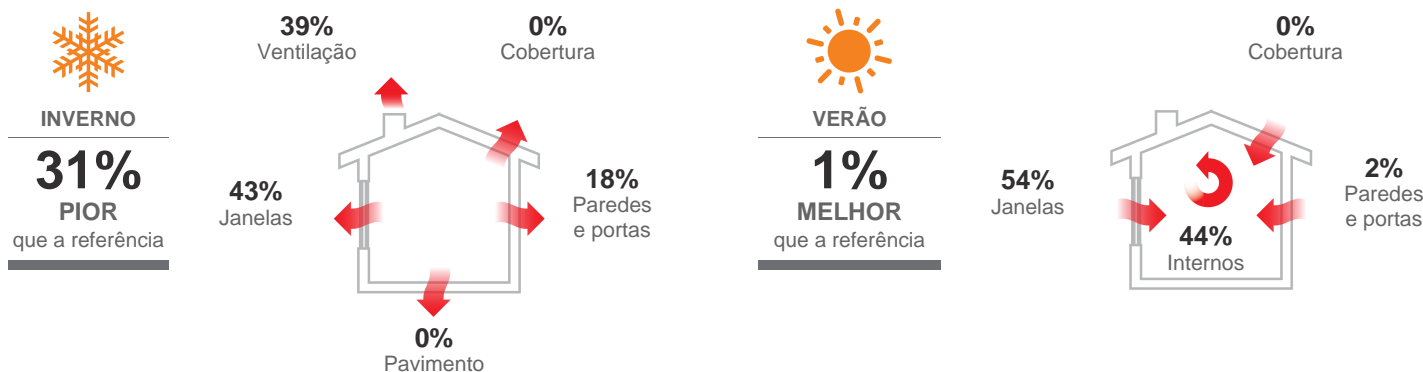 INVERNO
31%
PIOR
que a referência
39%
Ventilação
0%
Cobertura
43%
Janelas
18%
Paredes
e portas
0%
Pavimento
VERÃO
1%
MELHOR
que a referência
0%
Cobertura
54%
Janelas
2%
Paredes
e portas
44%
Internos